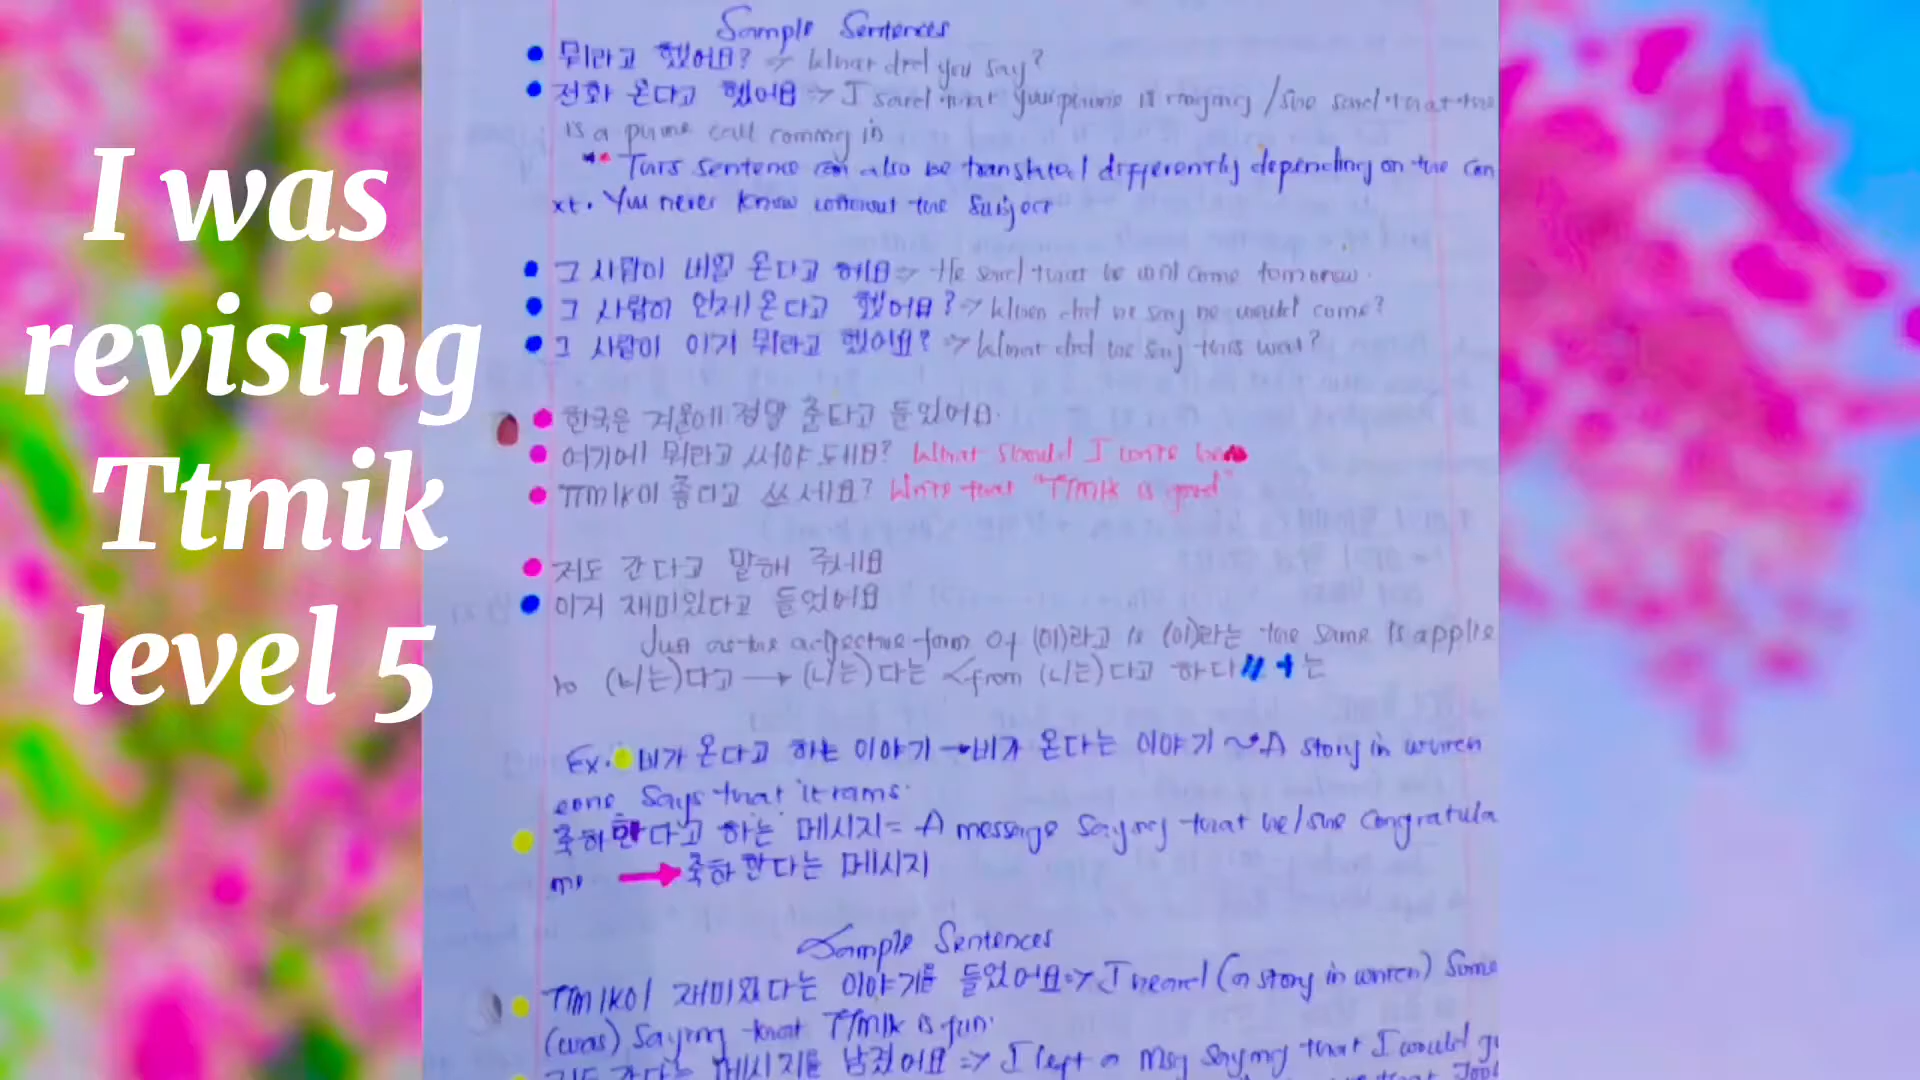 I was
revising
Ttmik
level 5
Sample Sentences
뭐라고 했어요? => What did you say?
전화 온다고 했어요 => I said that your phone is ringing / She said that the
is a phone call coming in
This sentence can also be translated differently depending on the con
xt. You never know without the subject
그 사람이 내일 온다고 해요 => He said that he will come tomorrow.
그 사람이 언제 온다고 했어요? => When did he say he would come?
그 사람이 이거 뭐라고 했어요? => What did he say this was?
한국은 겨울에 정말 춥다고 들었어요.
여기에 뭐라고 써야 돼요? What should I write
TTMIK이 좋다고 쓰세요? Write that "TTMIK is good"
저도 간다고 말해 주세요
이거 재미있다고 들었어요
Just as the adjective form of (이)라고 is (이)라는 the same is applie
to (ㄴ/는)다고 → (ㄴ/는)다는 <from (ㄴ/는)다고 하다 + 는
Ex. 비가 온다고 하는 이야기 → 비가 온다는 이야기 ~> A story in which
eone says that it rains.
축하한다고 하는 메시지 = A message saying that he/she congratula
me → 축하한다는 메시지
Sample Sentences
TTMIK이 재미있다는 이야기를 들었어요 => I heard (a story in which) some
(was) saying that TTMIK is fun.
저도 간다는 메시지를 남겼어요 => I left a msg saying that I would g